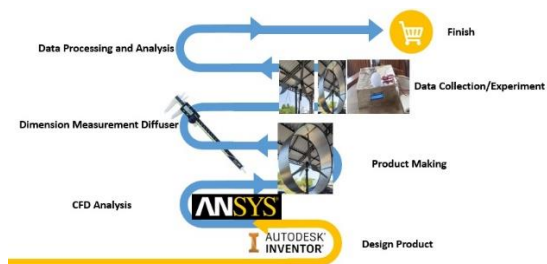 Data Processing and Analysis
Finish
Data Collection/Experiment
Dimension Measurement Diffuser
Product Making
CFD Analysis
ANSYS
AUTODESK®
INVENTOR®
Design Product